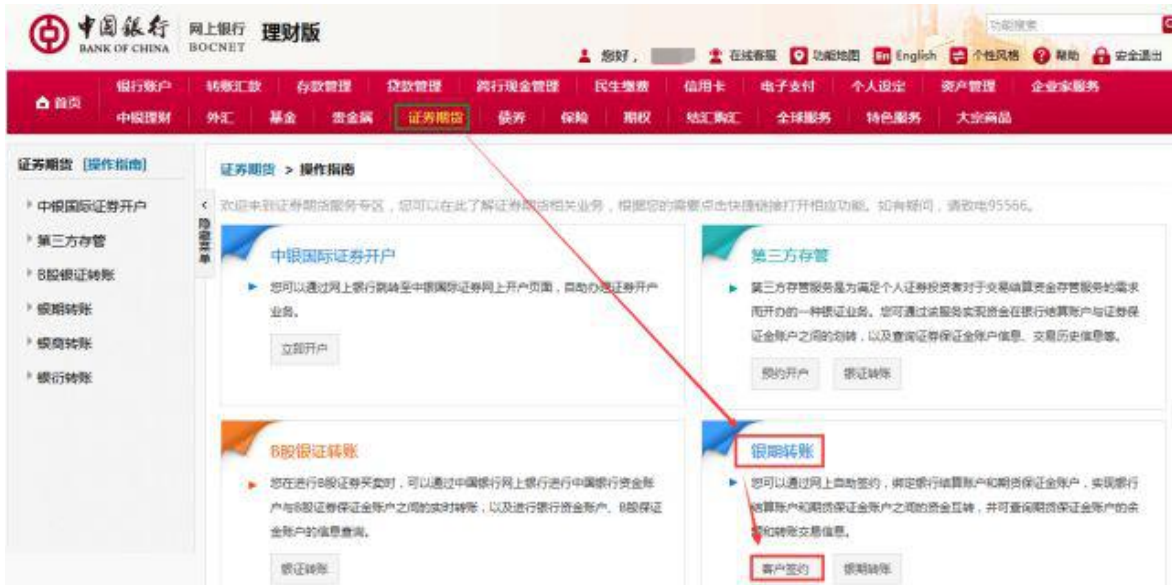 中国银行 网上银行 理财版
BANK OF CHINA BOCNET
功能搜索
您好， 在线客服 功能地图 En English 个性风格 ? 帮助 安全退出
首页 银行账户 转账汇款 存款管理 贷款管理 跨行现金管理 民生缴费 信用卡 电子支付 个人设定 资产管理 企业家服务
中银理财 外汇 基金 贵金属 证券期货 债券 保险 期权 结汇购汇 全球服务 特色服务 大宗商品
证券期货 [操作指南]
中银国际证券开户
第三方存管
B股银证转账
银期转账
银商转账
银衍转账
隐藏菜单
证券期货 > 操作指南
欢迎来到证券期货服务专区，您可以在此了解证券期货相关业务，根据您的需要点击快捷链接打开相应功能。如有疑问，请致电95566。
中银国际证券开户
您可以通过网上银行跳转至中银国际证券网上开户页面，自助办理证券开户
业务。
立即开户
第三方存管
第三方存管服务是为满足个人证券投资者对于交易结算资金存管服务的需求
而开办的一种银证业务。您可通过该服务实现资金在银行结算账户与证券保
证金账户之间的划转，以及查询证券保证金账户信息、交易历史信息等。
预约开户 银证转账
B股银证转账
您在进行B股证券买卖时，可以通过中国银行网上银行进行中国银行资金账
户与B股证券保证金账户之间的实时转账，以及进行银行资金账户、B股保证
金账户的信息查询。
银证转账
银期转账
您可以通过网上自助签约，绑定银行结算账户和期货保证金账户，实现银行
结算账户和期货保证金账户之间的资金互转，并可查询期货保证金账户的余
额和转账交易信息。
客户签约 银期转账